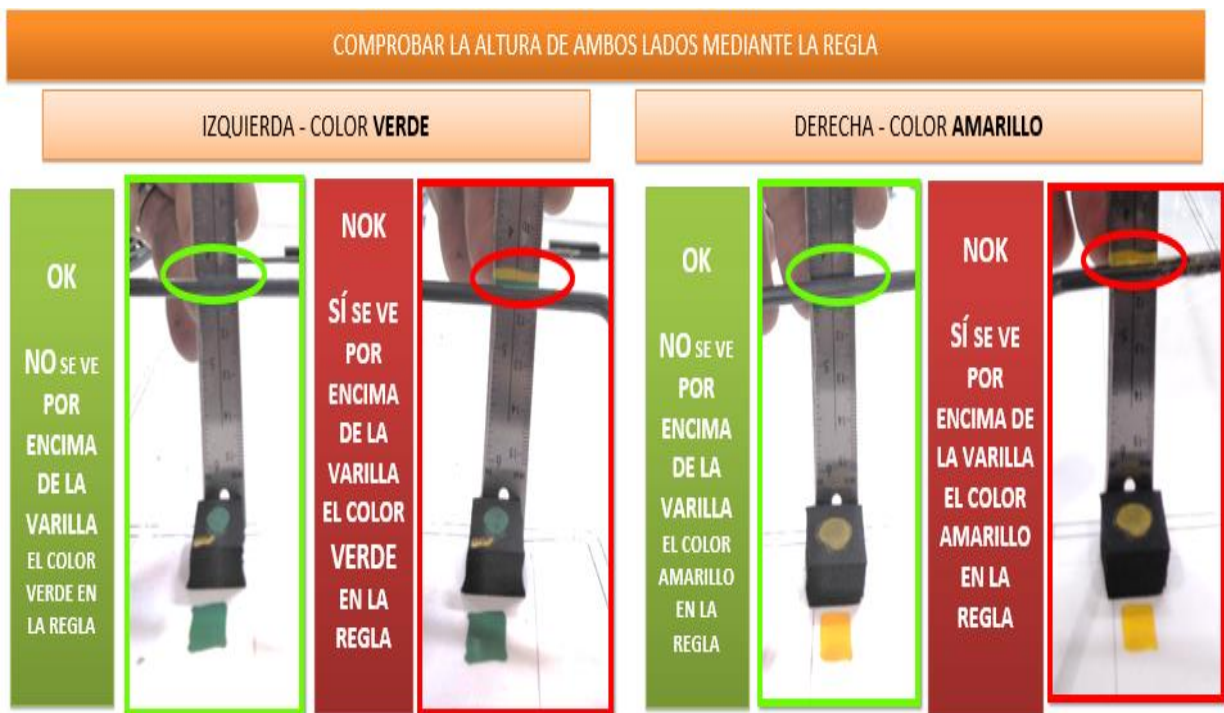 COMPROBAR LA ALTURA DE AMBOS LADOS MEDIANTE LA REGLA
IZQUIERDA - COLOR VERDE
DERECHA - COLOR AMARILLO
OK
NO SE VE
POR
ENCIMA
DE LA
VARILLA
EL COLOR
VERDE EN
LA REGLA
NOK
SÍ SE VE
POR
ENCIMA
DE LA
VARILLA
EL COLOR
VERDE
EN LA
REGLA
OK
NO SE VE
POR
ENCIMA
DE LA
VARILLA
EL COLOR
AMARILLO
EN LA
REGLA
NOK
SÍ SE VE
POR
ENCIMA DE
LA VARILLA
EL COLOR
AMARILLO
EN LA
REGLA